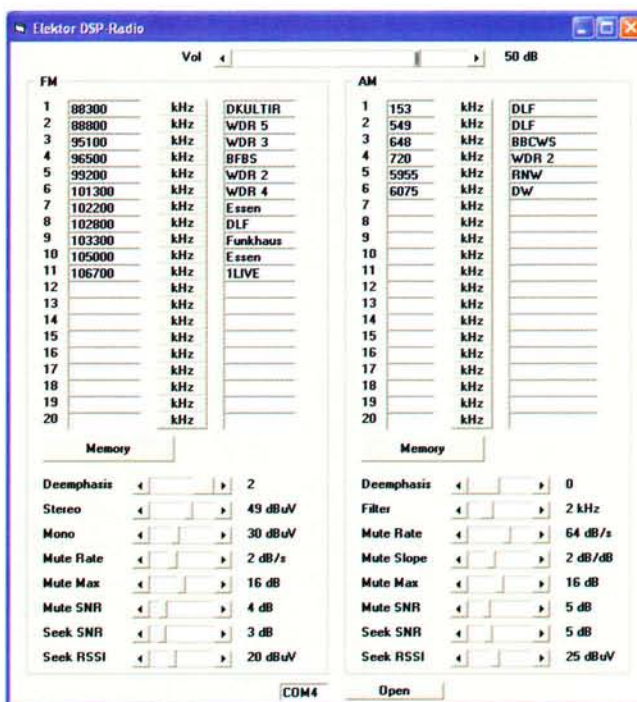 Elektor DSP-Radio
Vol 50 dB
FM
1 88300 kHz DKULTIR
2 88800 kHz WDR 5
3 95100 kHz WDR 3
4 96500 kHz BFBS
5 99200 kHz WDR 2
6 101300 kHz WDR 4
7 102200 kHz Essen
8 102800 kHz DLF
9 103300 kHz Funkhaus
10 105000 kHz Essen
11 106700 kHz 1LIVE
12 kHz
13 kHz
14 kHz
15 kHz
16 kHz
17 kHz
18 kHz
19 kHz
20 kHz
Memory
Deemphasis 2
Stereo 49 dBuV
Mono 30 dBuV
Mute Rate 2 dB/s
Mute Max 16 dB
Mute SNR 4 dB
Seek SNR 3 dB
Seek RSSI 20 dBuV
AM
1 153 kHz DLF
2 549 kHz DLF
3 648 kHz BBCWS
4 720 kHz WDR 2
5 5955 kHz RNW
6 6075 kHz DW
7 kHz
8 kHz
9 kHz
10 kHz
11 kHz
12 kHz
13 kHz
14 kHz
15 kHz
16 kHz
17 kHz
18 kHz
19 kHz
20 kHz
Memory
Deemphasis 0
Filter 2 kHz
Mute Rate 64 dB/s
Mute Slope 2 dB/dB
Mute Max 16 dB
Mute SNR 5 dB
Seek SNR 5 dB
Seek RSSI 25 dBuV
COM4 Open